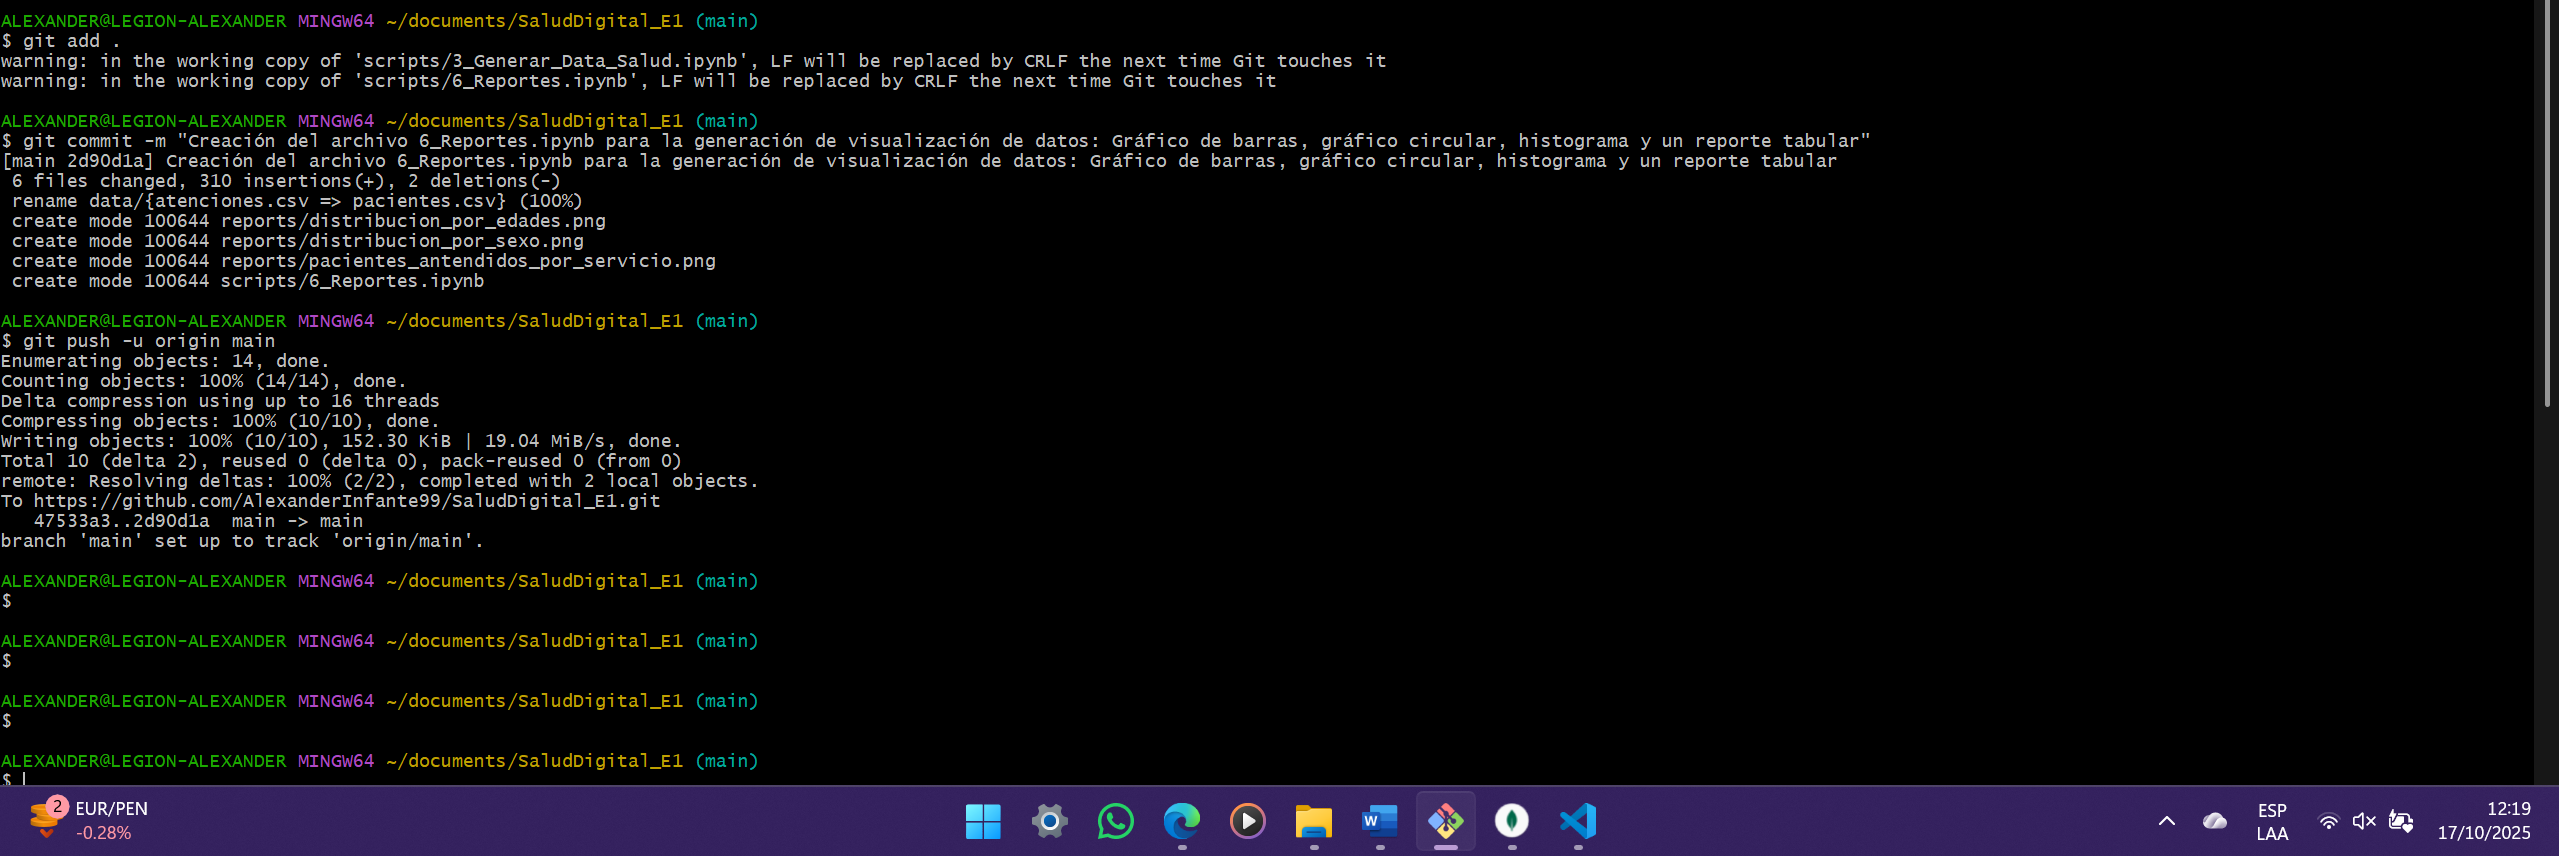 ALEXANDER@LEGION-ALEXANDER MINGW64 ~/documents/SaludDigital_E1 (main)
$ git add .
warning: in the working copy of 'scripts/3_Generar_Data_Salud.ipynb', LF will be replaced by CRLF the next time Git touches it
warning: in the working copy of 'scripts/6_Reportes.ipynb', LF will be replaced by CRLF the next time Git touches it
ALEXANDER@LEGION-ALEXANDER MINGW64 ~/documents/SaludDigital_E1 (main)
$ git commit -m "Creación del archivo 6_Reportes.ipynb para la generación de visualización de datos: Gráfico de barras, gráfico circular, histograma y un reporte tabular"
[main 2d90d1a] Creación del archivo 6_Reportes.ipynb para la generación de visualización de datos: Gráfico de barras, gráfico circular, histograma y un reporte tabular
 6 files changed, 310 insertions(+), 2 deletions(-)
 rename data/{atenciones.csv => pacientes.csv} (100%)
 create mode 100644 reports/distribucion_por_edades.png
 create mode 100644 reports/distribucion_por_sexo.png
 create mode 100644 reports/pacientes_antendidos_por_servicio.png
 create mode 100644 scripts/6_Reportes.ipynb
ALEXANDER@LEGION-ALEXANDER MINGW64 ~/documents/SaludDigital_E1 (main)
$ git push -u origin main
Enumerating objects: 14, done.
Counting objects: 100% (14/14), done.
Delta compression using up to 16 threads
Compressing objects: 100% (10/10), done.
Writing objects: 100% (10/10), 152.30 KiB | 19.04 MiB/s, done.
Total 10 (delta 2), reused 0 (delta 0), pack-reused 0 (from 0)
remote: Resolving deltas: 100% (2/2), completed with 2 local objects.
To https://github.com/AlexanderInfante99/SaludDigital_E1.git
   47533a3..2d90d1a  main -> main
branch 'main' set up to track 'origin/main'.
ALEXANDER@LEGION-ALEXANDER MINGW64 ~/documents/SaludDigital_E1 (main)
$
ALEXANDER@LEGION-ALEXANDER MINGW64 ~/documents/SaludDigital_E1 (main)
$
ALEXANDER@LEGION-ALEXANDER MINGW64 ~/documents/SaludDigital_E1 (main)
$
ALEXANDER@LEGION-ALEXANDER MINGW64 ~/documents/SaludDigital_E1 (main)
$
2 EUR/PEN
-0.28%
W
ESP
LAA
12:19
17/10/2025